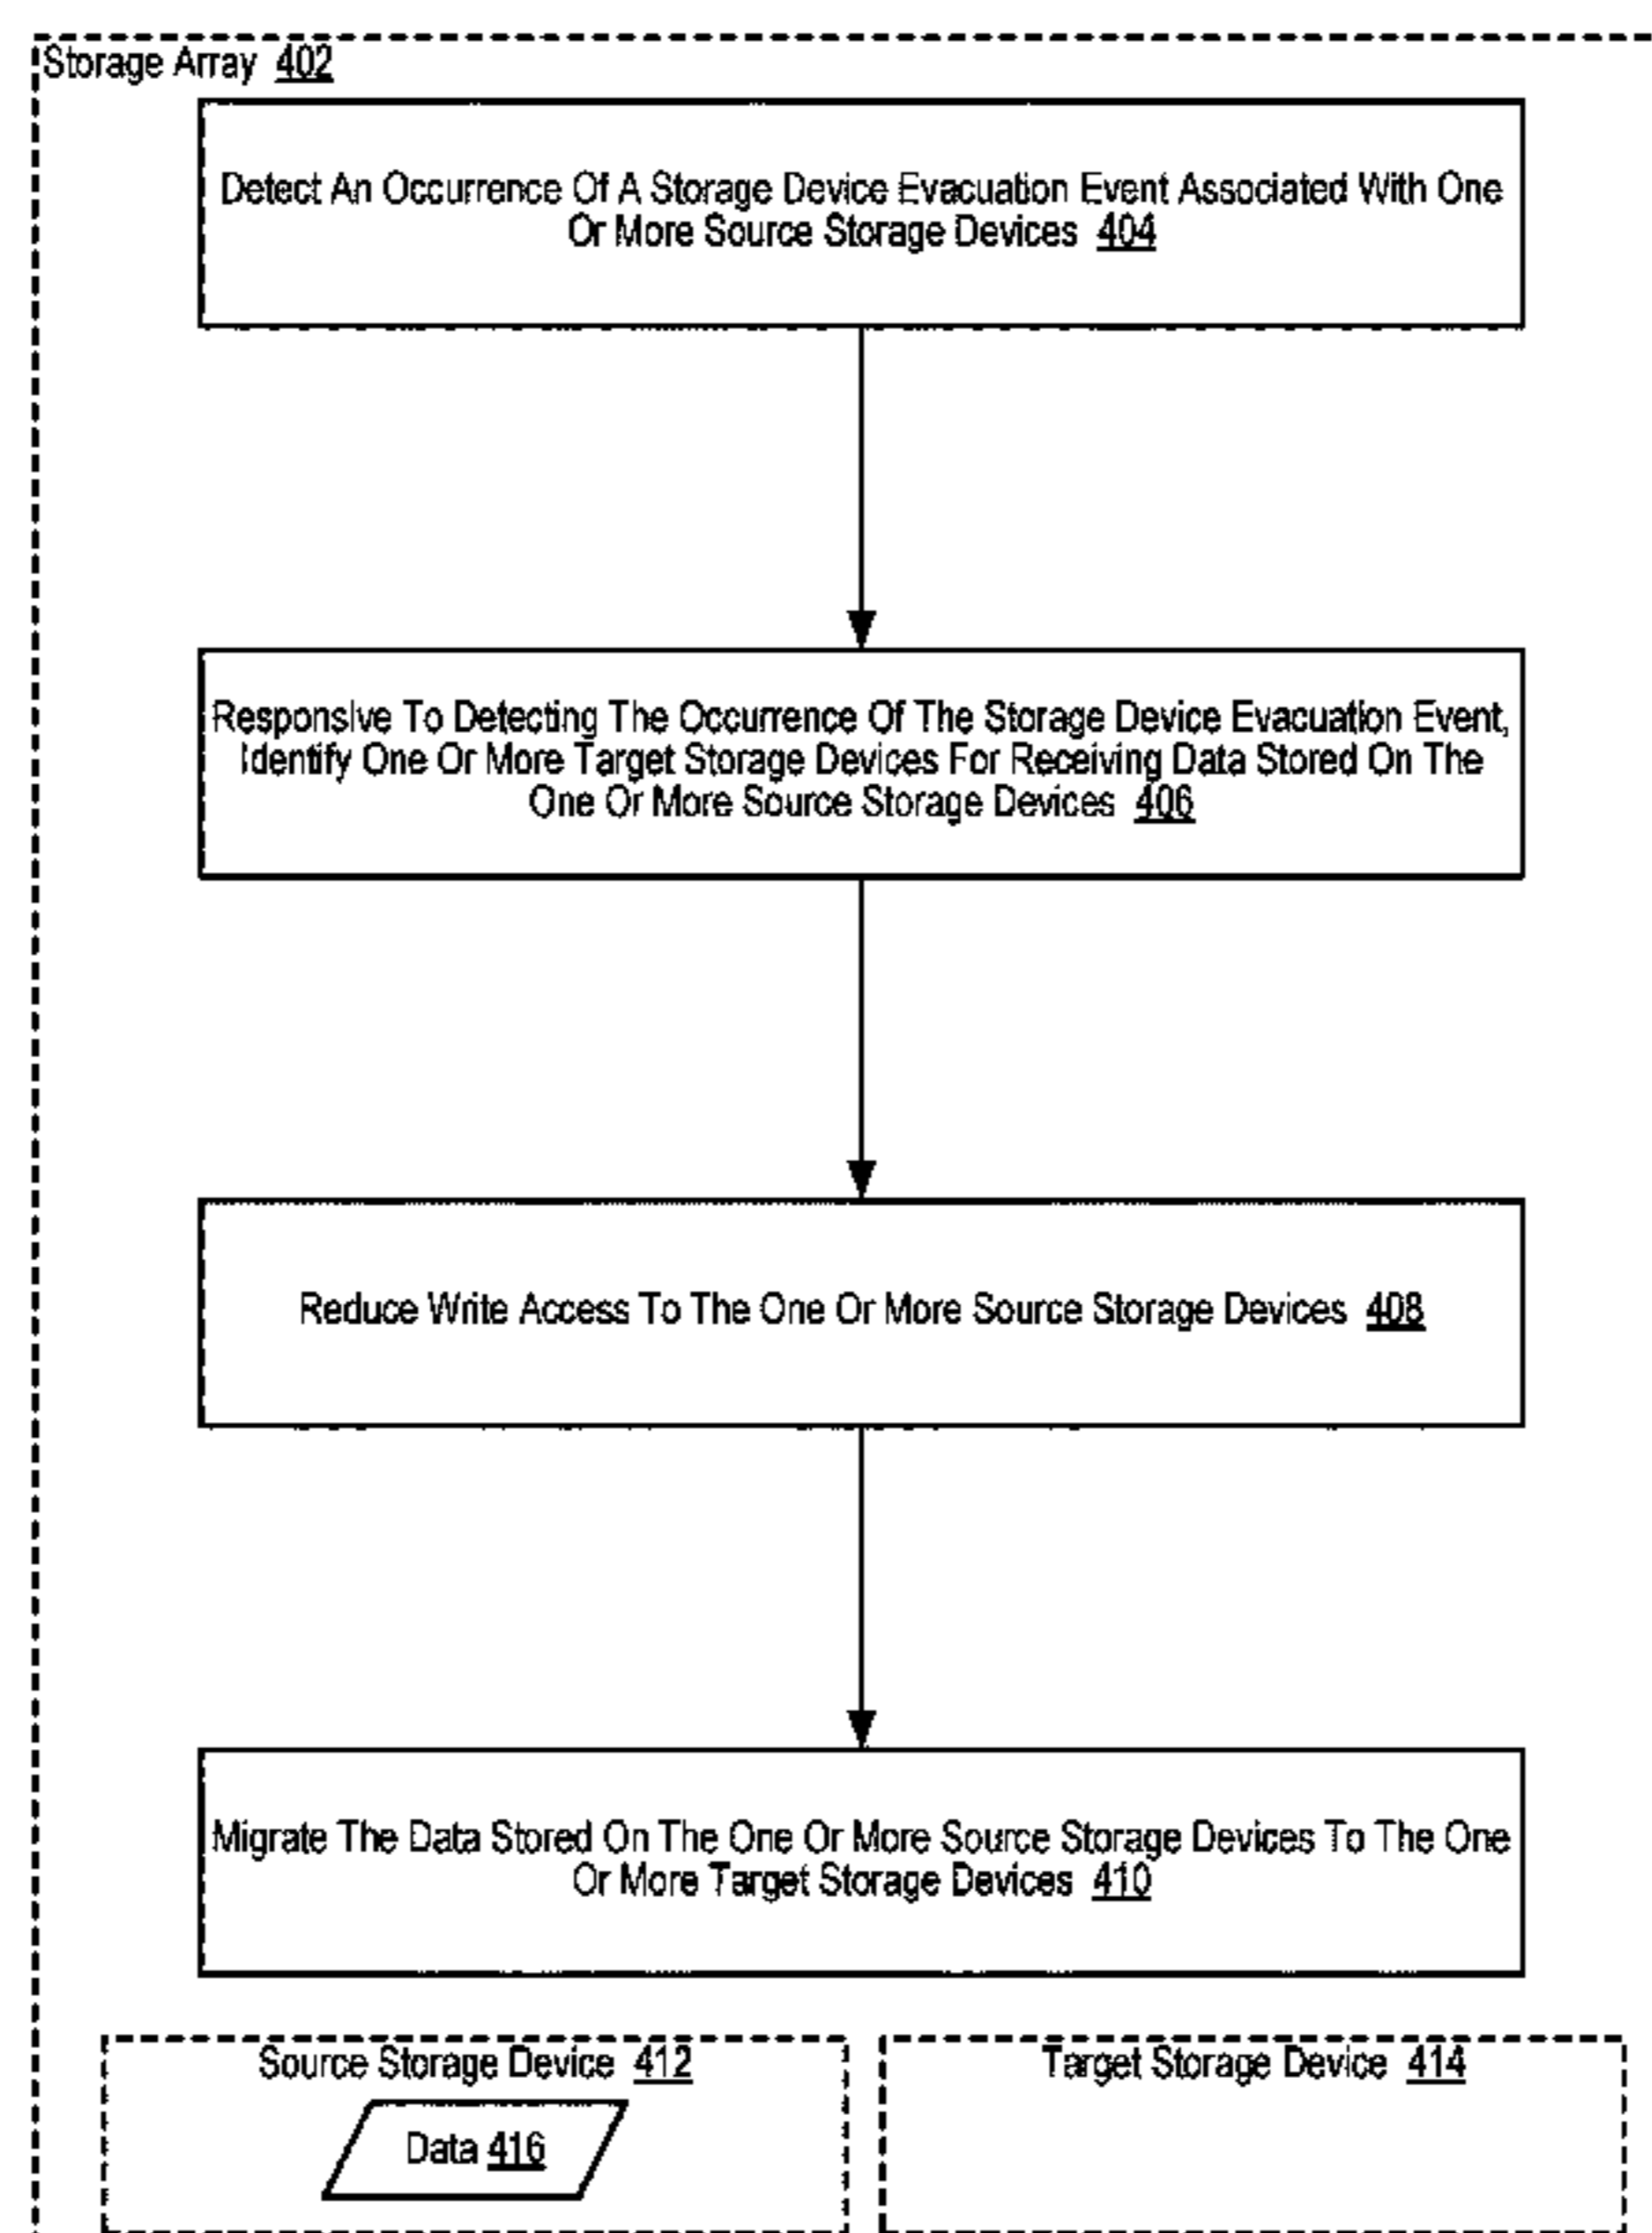 Storage Array 402
Detect An Occurrence Of A Storage Device Evacuation Event Associated With One
Or More Source Storage Devices 404
Responsive To Detecting The Occurrence Of The Storage Device Evacuation Event,
Identify One Or More Target Storage Devices For Receiving Data Stored On The
One Or More Source Storage Devices 406
Reduce Write Access To The One Or More Source Storage Devices 408
Migrate The Data Stored On The One Or More Source Storage Devices To The One
Or More Target Storage Devices 410
Source Storage Device 412
Target Storage Device 414
Data 416